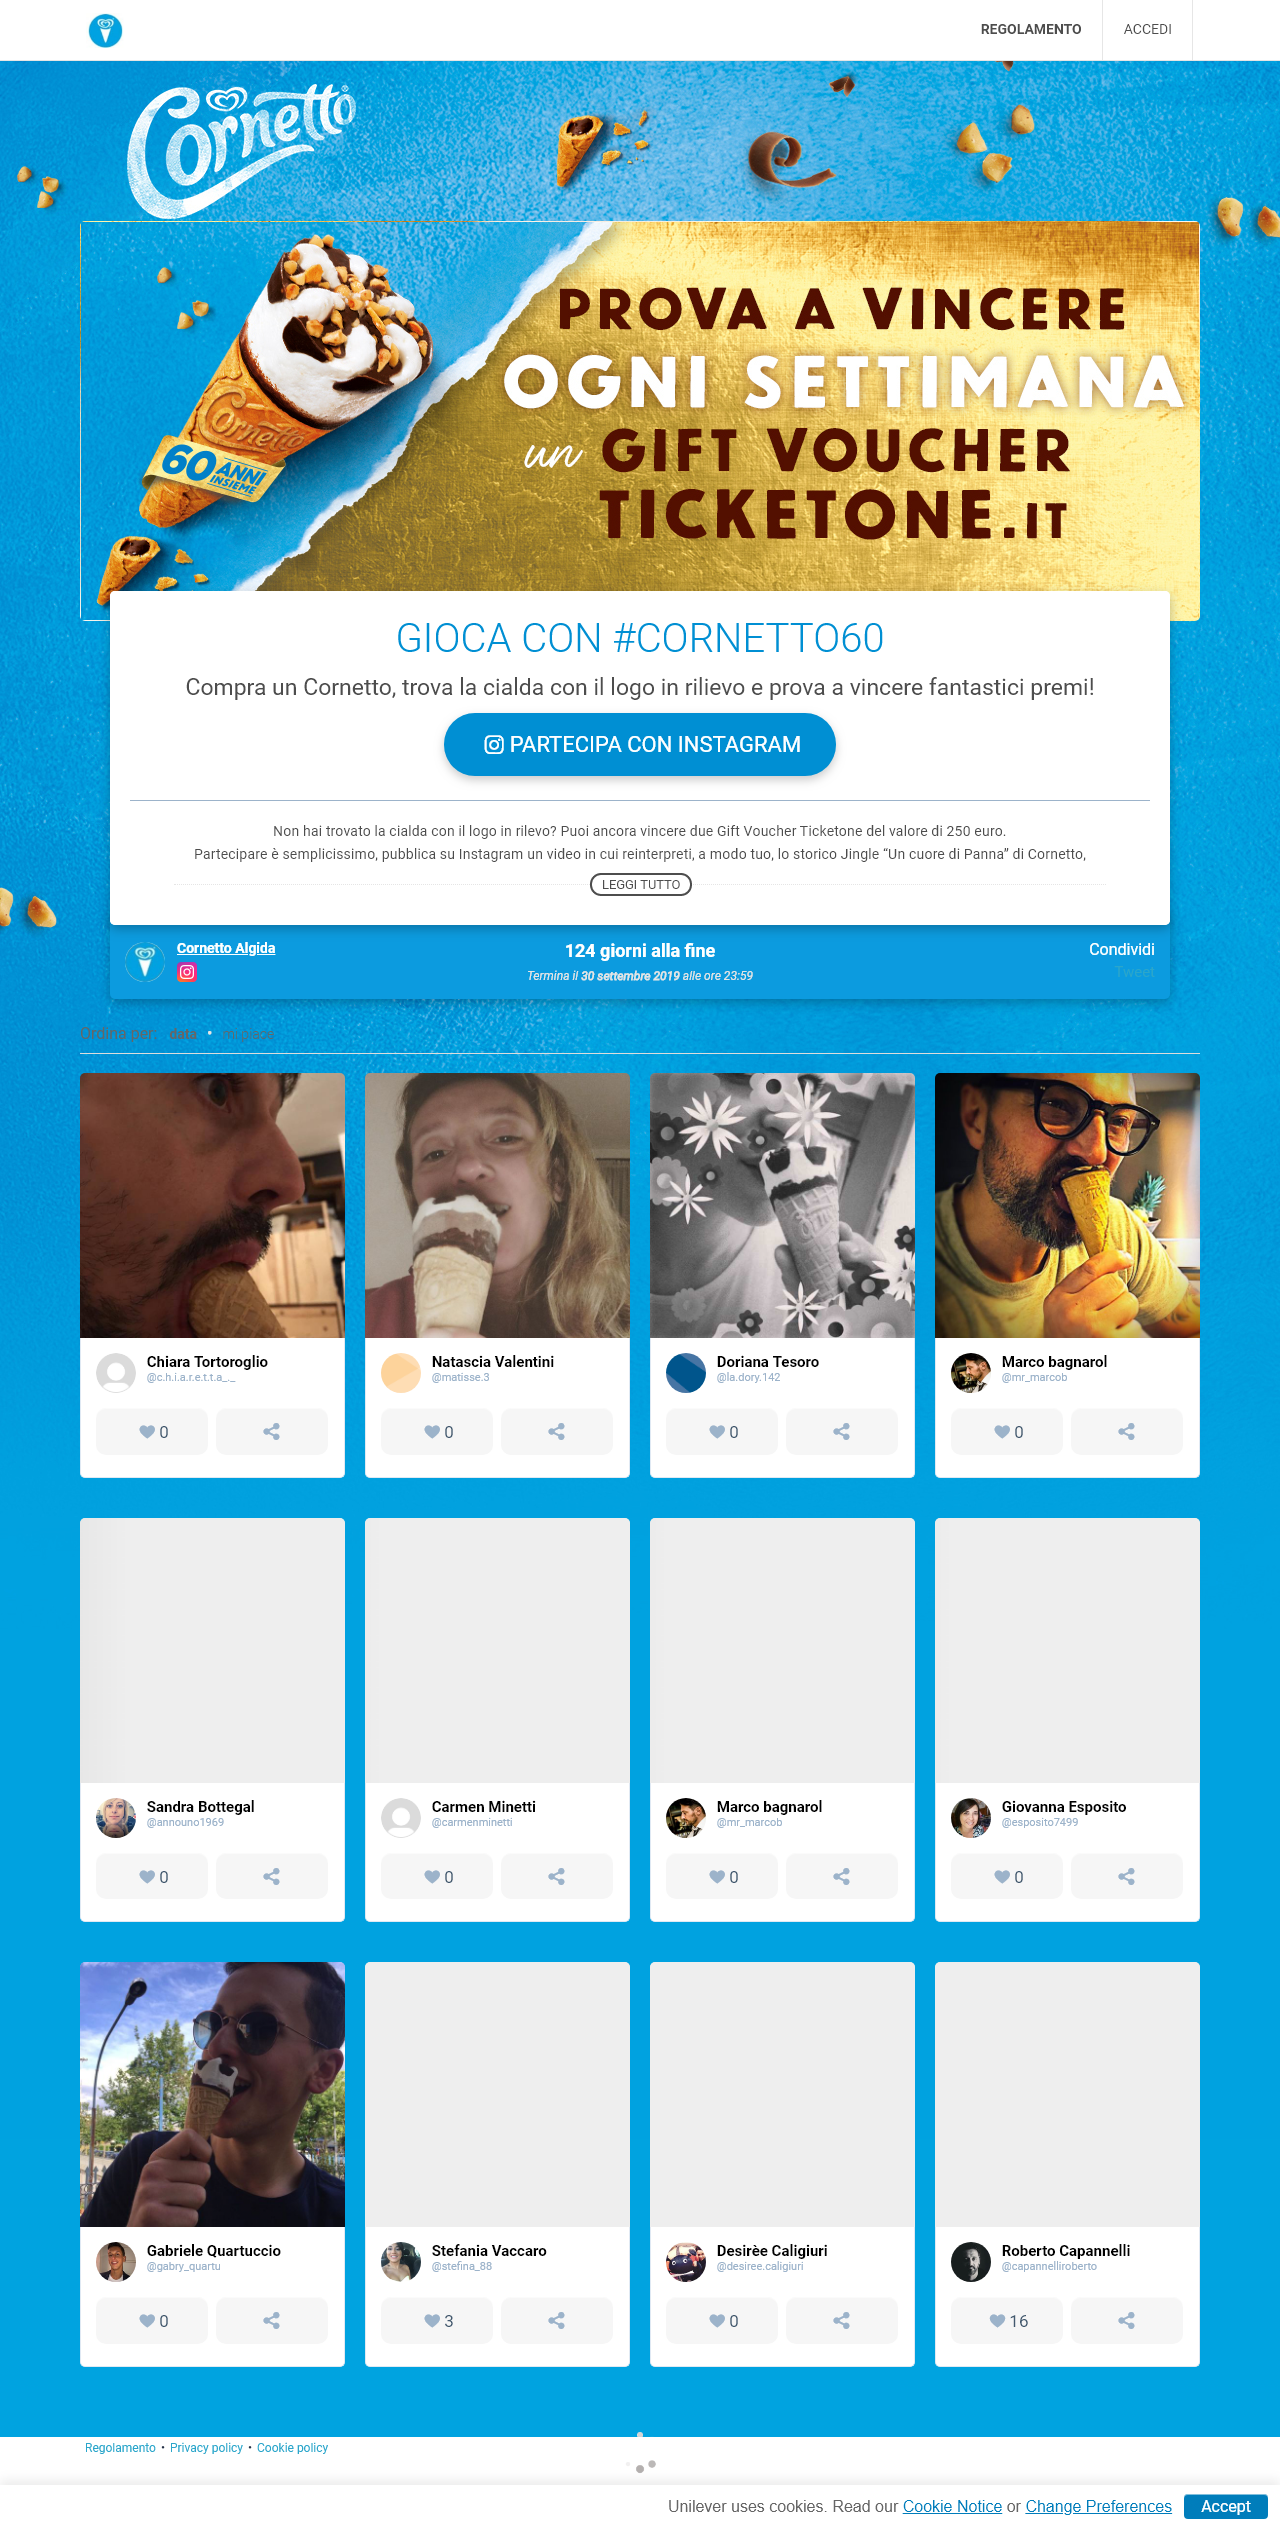 REGOLAMENTO
ACCEDI
Cornetto
PROVA A VINCERE
OGNI SETTIMANA
un GIFT VOUCHER
TICKETONE.IT
Cornetto
60 ANNI
INSIEME
GIOCA CON #CORNETTO60
Compra un Cornetto, trova la cialda con il logo in rilievo e prova a vincere fantastici premi!
PARTECIPA CON INSTAGRAM
Non hai trovato la cialda con il logo in rilevo? Puoi ancora vincere due Gift Voucher Ticketone del valore di 250 euro.
Partecipare è semplicissimo, pubblica su Instagram un video in cui reinterpreti, a modo tuo, lo storico Jingle “Un cuore di Panna” di Cornetto,
LEGGI TUTTO
Cornetto Algida
124 giorni alla fine
Termina il 30 settembre 2019 alle ore 23:59
Condividi
Tweet
Ordina per: data • mi piace
Chiara Tortoroglio
@c.h.i.a.r.e.t.t.a_._
0
Natascia Valentini
@matisse.3
0
Doriana Tesoro
@la.dory.142
0
Marco bagnarol
@mr_marcob
0
Sandra Bottegal
@announo1969
0
Carmen Minetti
@carmenminetti
0
Marco bagnarol
@mr_marcob
0
Giovanna Esposito
@esposito7499
0
Gabriele Quartuccio
@gabry_quartu
0
Stefania Vaccaro
@stefina_88
3
Desirèe Caligiuri
@desiree.caligiuri
0
Roberto Capannelli
@capannelliroberto
16
Regolamento • Privacy policy • Cookie policy
Unilever uses cookies. Read our Cookie Notice or Change Preferences
Accept